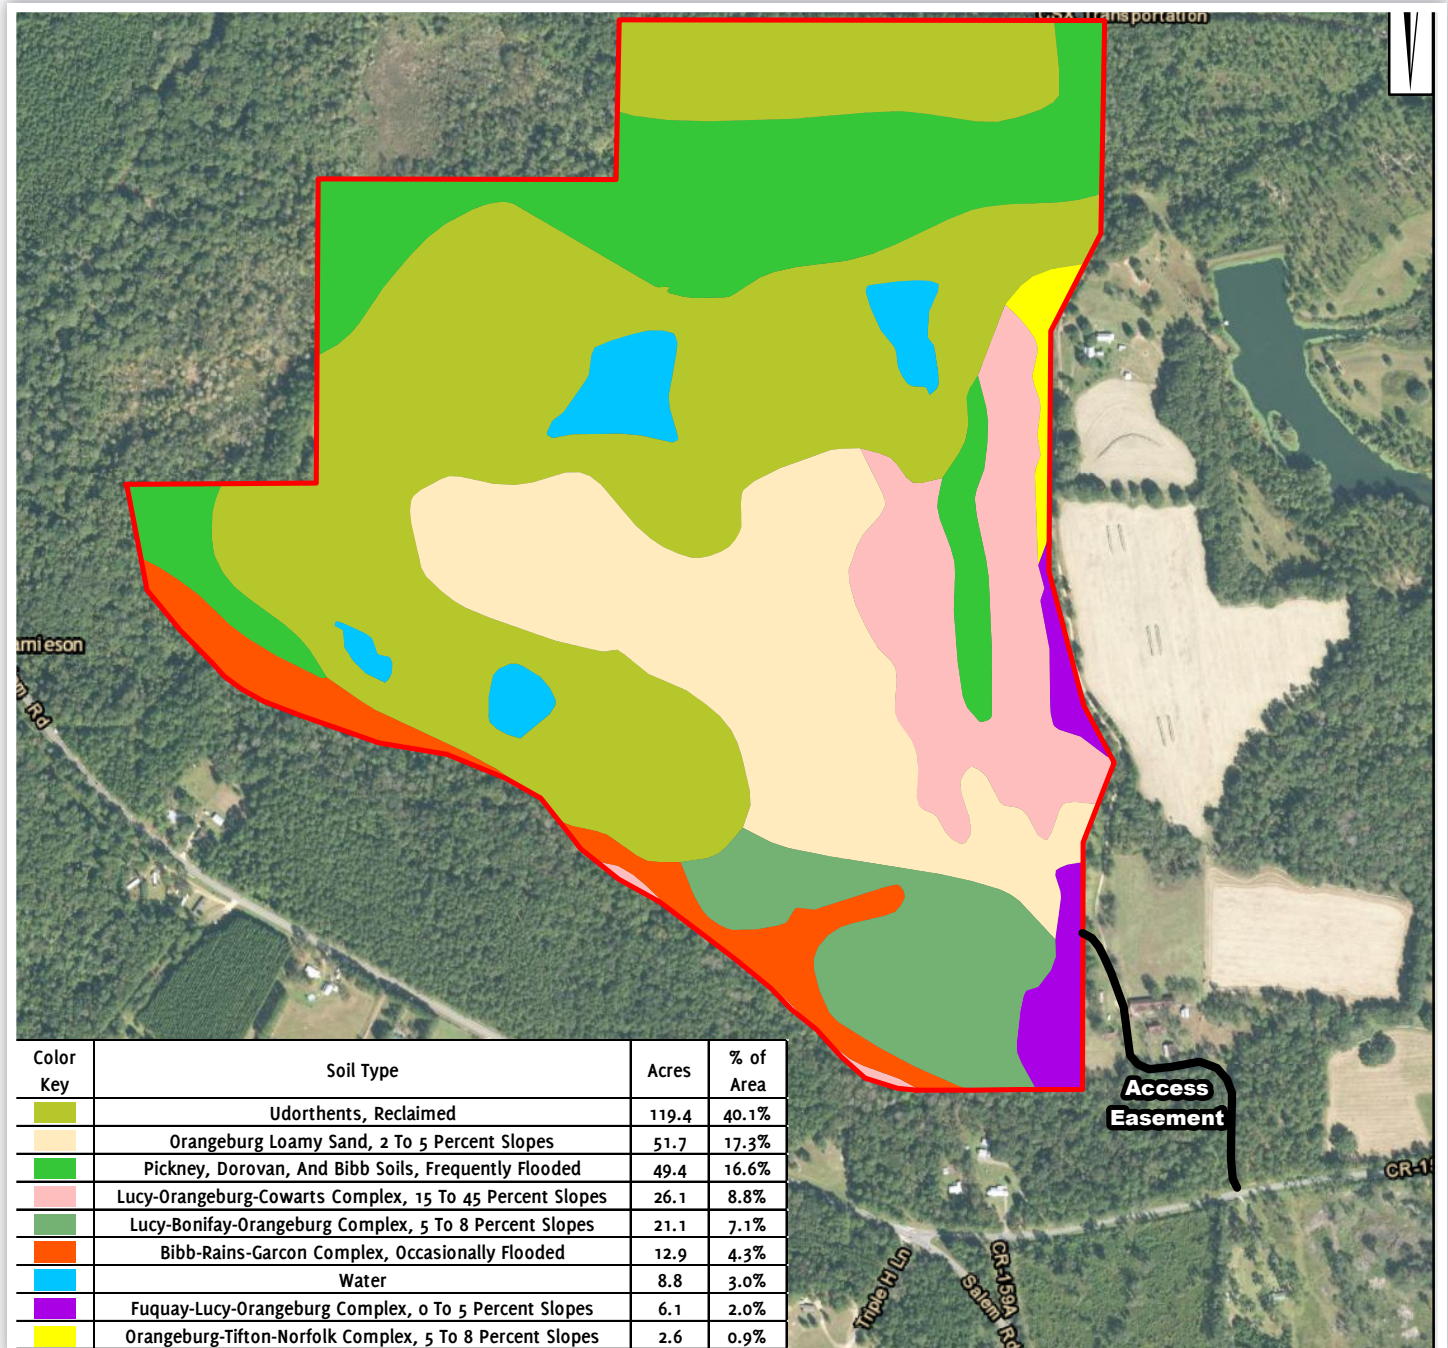 CSX Transportation
amieson
m Rd
Access
Easement
CR-15
Triple H Ln
CR-159A
Salem Rd
Color Key Soil Type Acres % of Area
Udorthents, Reclaimed 119.4 40.1%
Orangeburg Loamy Sand, 2 To 5 Percent Slopes 51.7 17.3%
Pickney, Dorovan, And Bibb Soils, Frequently Flooded 49.4 16.6%
Lucy-Orangeburg-Cowarts Complex, 15 To 45 Percent Slopes 26.1 8.8%
Lucy-Bonifay-Orangeburg Complex, 5 To 8 Percent Slopes 21.1 7.1%
Bibb-Rains-Garcon Complex, Occasionally Flooded 12.9 4.3%
Water 8.8 3.0%
Fuquay-Lucy-Orangeburg Complex, 0 To 5 Percent Slopes 6.1 2.0%
Orangeburg-Tifton-Norfolk Complex, 5 To 8 Percent Slopes 2.6 0.9%